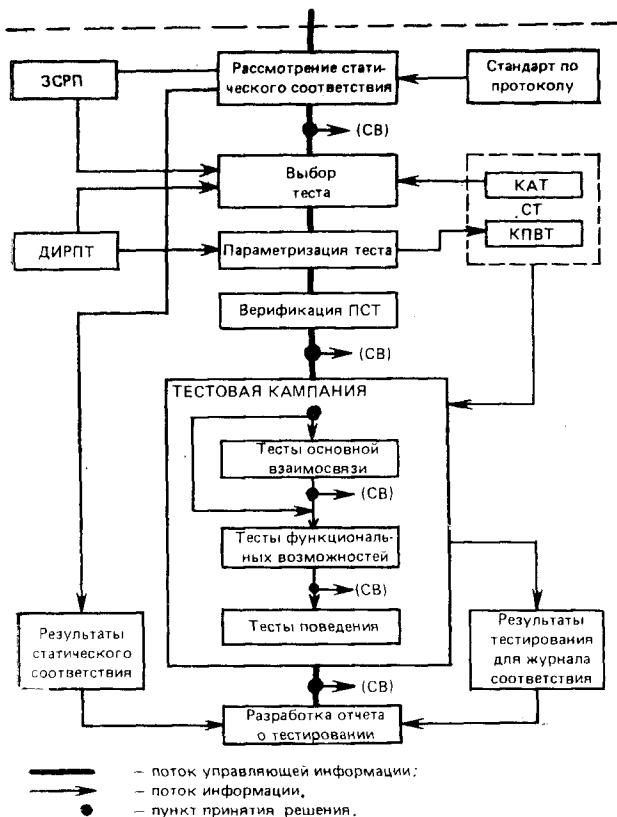 ЗСРП
Рассмотрение стати-
ческого соответствия
Стандарт по
протоколу
(СВ)
Выбор
теста
КАТ
СТ
КПВТ
ДИРПТ
Параметризация теста
Верификация ПСТ
(СВ)
ТЕСТОВАЯ КАМПАНИЯ
Тесты основной
взаимосвязи
(СВ)
Тесты функциональ-
ных возможностей
(СВ)
Тесты поведения
Результаты
статического
соответствия
Результаты
тестирования
для журнала
соответствия
(СВ)
Разработка отчета
о тестировании
— поток управляющей информации;
— поток информации,
— пункт принятия решения.